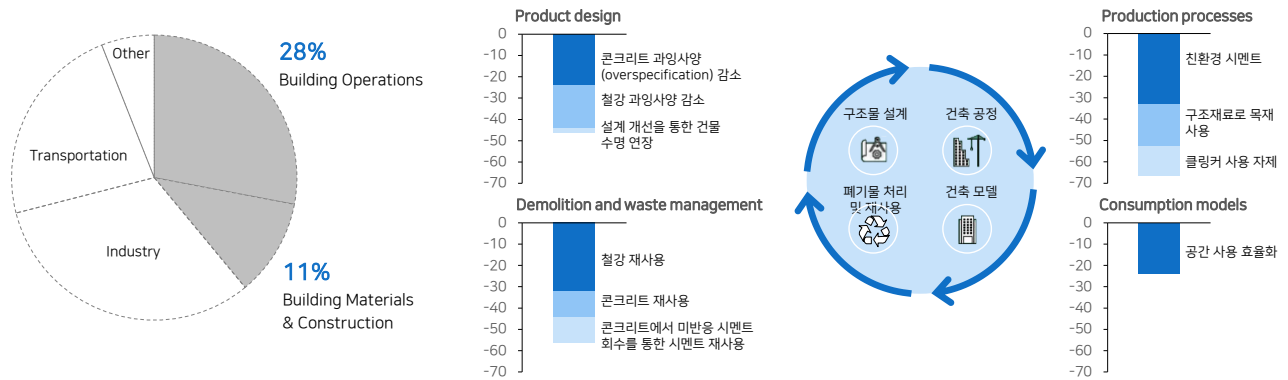 Other
Transportation
Industry
28%
Building Operations
11%
Building Materials
& Construction
Product design
0
-10
-20
-30
-40
-50
-60
-70
콘크리트 과잉사양
(overspecification) 감소
철강 과잉사양 감소
설계 개선을 통한 건물
수명 연장
Demolition and waste management
0
-10
-20
-30
-40
-50
-60
-70
철강 재사용
콘크리트 재사용
콘크리트에서 미반응 시멘트
회수를 통한 시멘트 재사용
구조물 설계
건축 공정
폐기물 처리
및 재사용
건축 모델
Production processes
0
-10
-20
-30
-40
-50
-60
-70
친환경 시멘트
구조재료로 목재
사용
클링커 사용 자제
Consumption models
0
-10
-20
-30
-40
-50
-60
-70
공간 사용 효율화